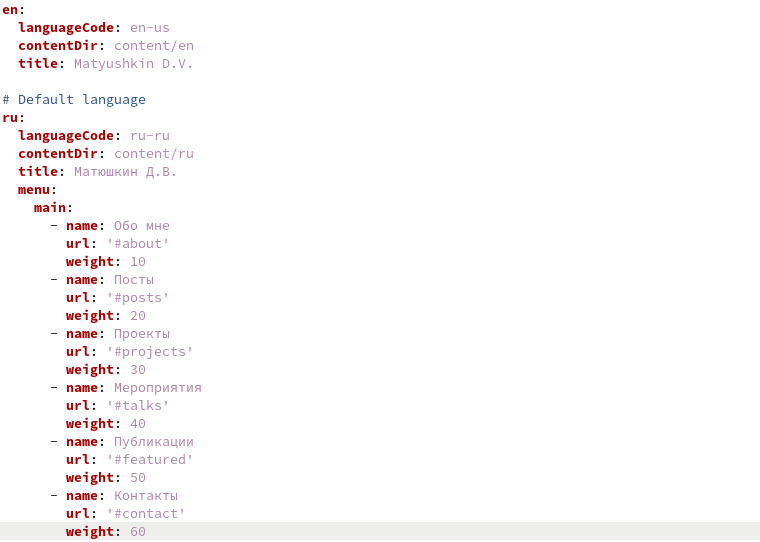 en:
  languageCode: en-us
  contentDir: content/en
  title: Matyushkin D.V.

# Default language
ru:
  languageCode: ru-ru
  contentDir: content/ru
  title: Матюшкин Д.В.
  menu:
    main:
      - name: Обо мне
        url: '#about'
        weight: 10
      - name: Посты
        url: '#posts'
        weight: 20
      - name: Проекты
        url: '#projects'
        weight: 30
      - name: Мероприятия
        url: '#talks'
        weight: 40
      - name: Публикации
        url: '#featured'
        weight: 50
      - name: Контакты
        url: '#contact'
        weight: 60